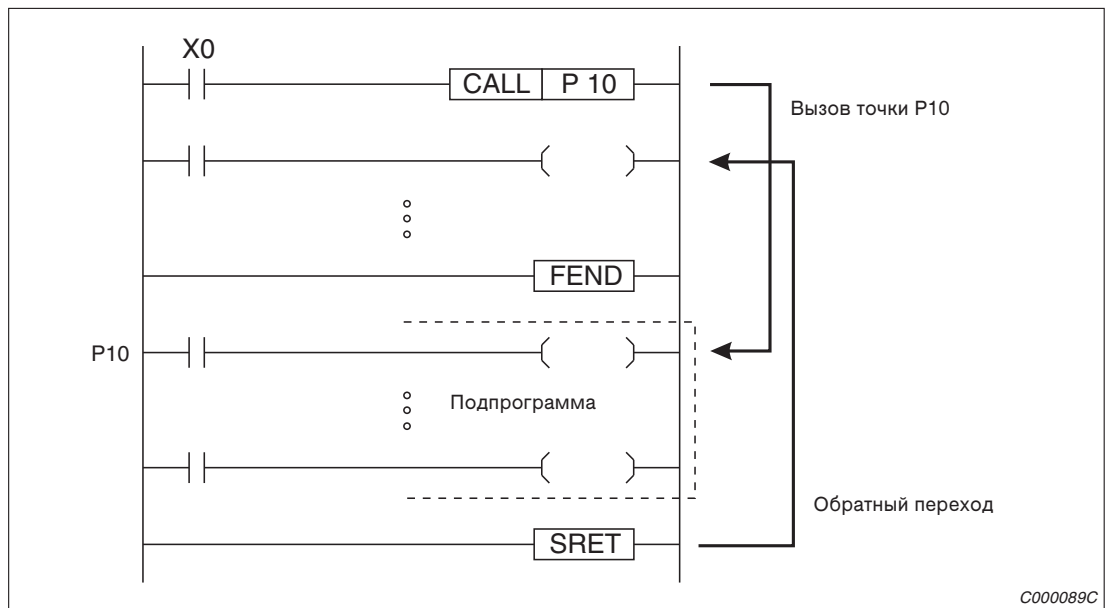 X0
CALL P 10
Вызов точки P10
FEND
P10
Подпрограмма
Обратный переход
SRET
C000089C